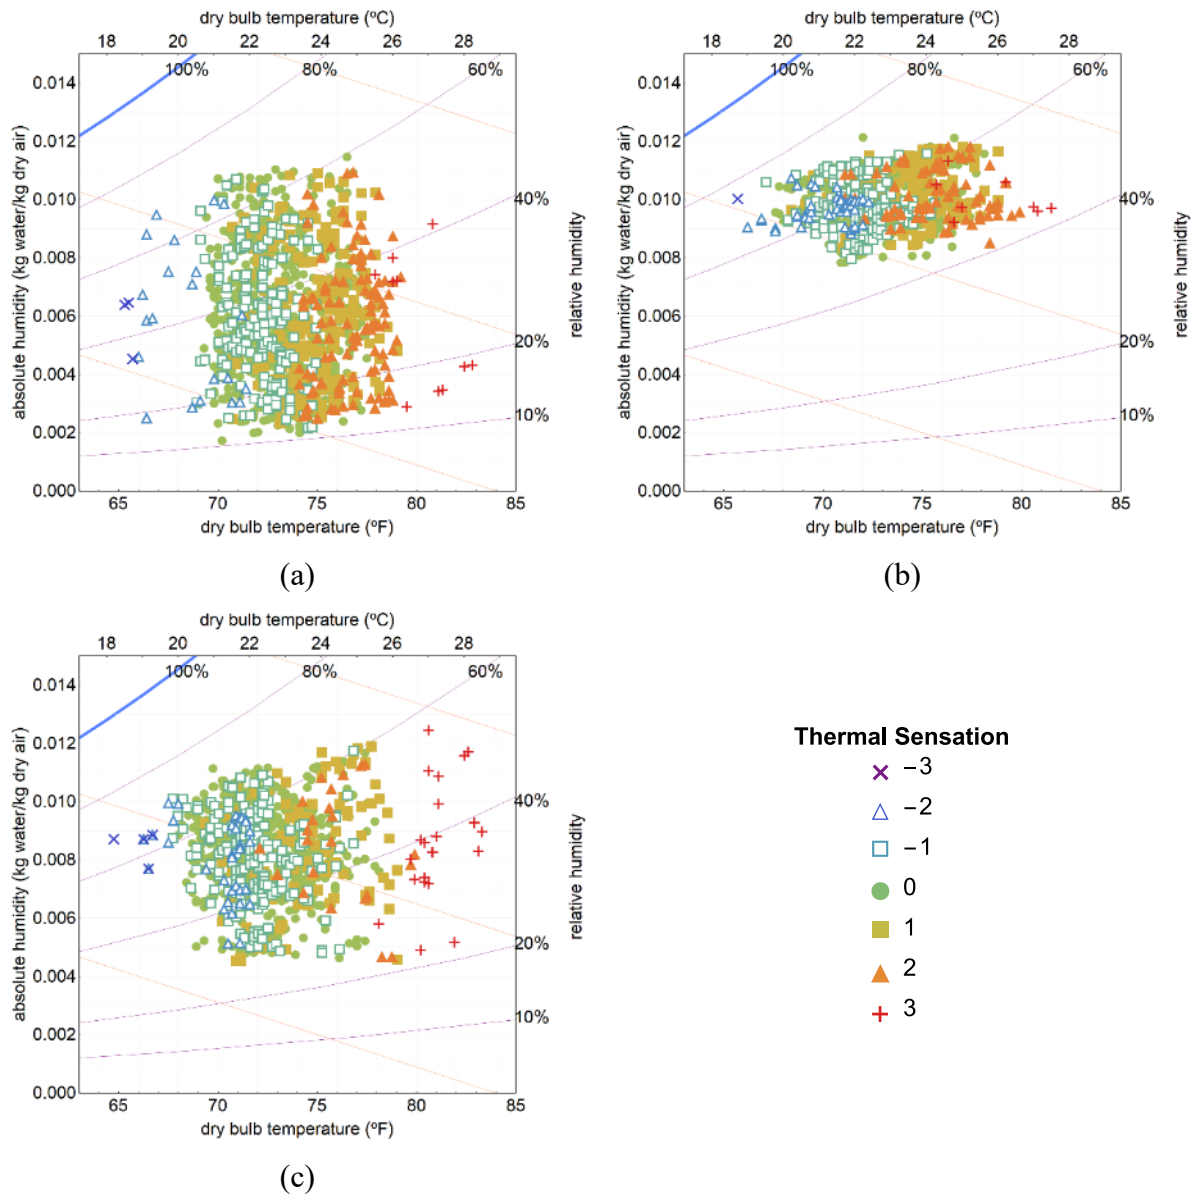 dry bulb temperature (ºC)
dry bulb temperature (ºC)
18 20 22 24 26 28
18 20 22 24 26 28
100% 80% 60%
100% 80% 60%
0.014
0.012
0.010
0.008
0.006
0.004
0.002
0.000
absolute humidity (kg water/kg dry air)
40%
20%
10%
relative humidity
65 70 75 80 85
dry bulb temperature (ºF)
(a)
0.014
0.012
0.010
0.008
0.006
0.004
0.002
0.000
absolute humidity (kg water/kg dry air)
40%
20%
10%
relative humidity
65 70 75 80 85
dry bulb temperature (ºF)
(b)
dry bulb temperature (ºC)
18 20 22 24 26 28
100% 80% 60%
0.014
0.012
0.010
0.008
0.006
0.004
0.002
0.000
absolute humidity (kg water/kg dry air)
40%
20%
10%
relative humidity
65 70 75 80 85
dry bulb temperature (ºF)
(c)
Thermal Sensation
−3
−2
−1
0
1
2
3